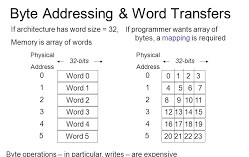 Byte Addressing & Word Transfers
If architecture has word size = 32, If programmer wants array of
Memory is array of words bytes, a mapping is required
Physical Address 32-bits Physical Address 32-bits
0 Word 0 0 0 1 2 3
1 Word 1 1 4 5 6 7
2 Word 2 2 8 9 10 11
3 Word 3 3 12 13 14 15
4 Word 4 4 16 17 18 19
5 Word 5 5 20 21 22 23
Byte operations – in particular, writes – are expensive